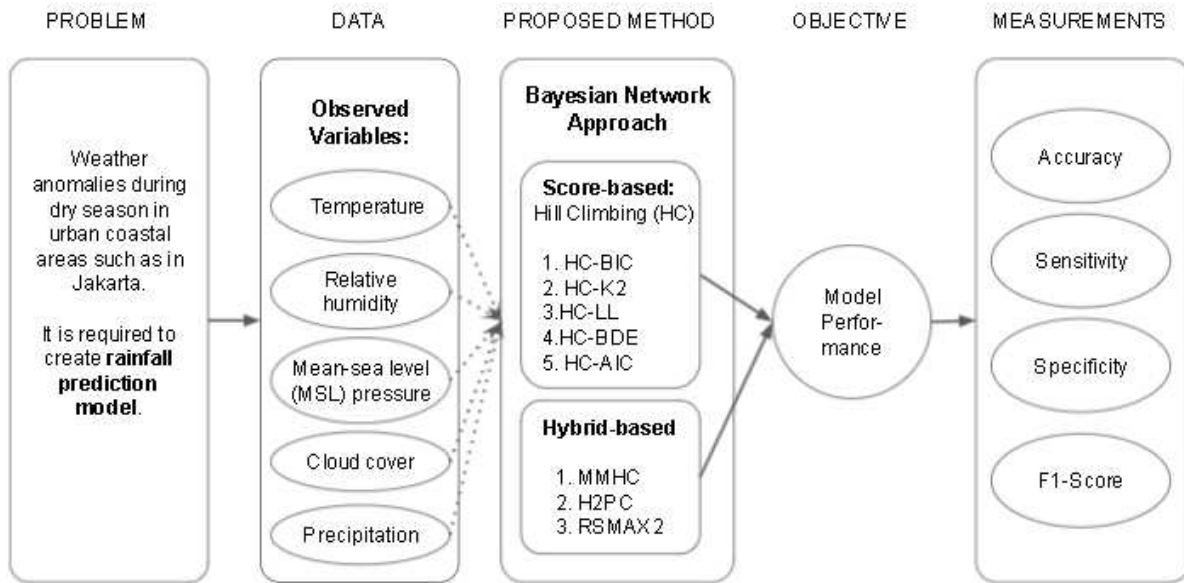 PROBLEM
DATA
PROPOSED METHOD
OBJECTIVE
MEASUREMENTS
Weather
anomalies during
dry season in
urban coastal
areas such as in
Jakarta.
It is required to
create rainfall
prediction
model.
Observed
Variables:
Temperature
Relative
humidity
Mean-sea level
(MSL) pressure
Cloud cover
Precipitation
Bayesian Network
Approach
Score-based:
Hill Climbing (HC)
1. HC-BIC
2. HC-K2
3.HC-LL
4.HC-BDE
5. HC-AIC
Hybrid-based
1. MMHC
2. H2PC
3. RSMAX2
Model
Perfor-
mance
Accuracy
Sensitivity
Specificity
F1-Score